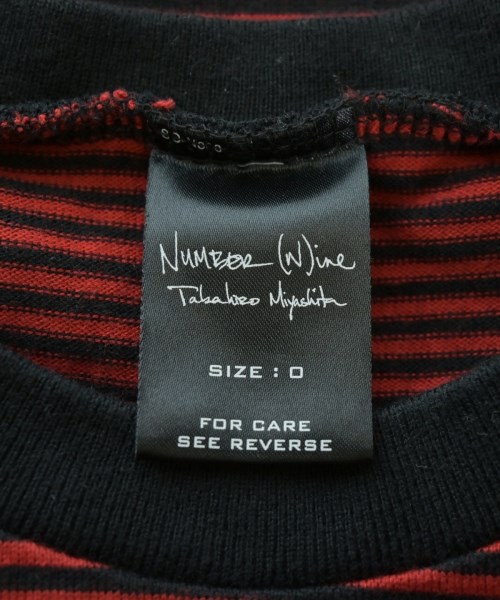 NUMBER (N)ine
Takahiro Miyashita
SIZE : 0
FOR CARE
SEE REVERSE